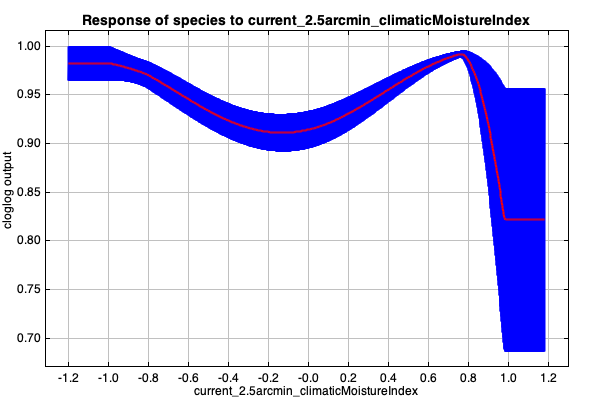 Response of species to current_2.5arcmin_climaticMoistureIndex
1.00
0.95
0.90
0.85
0.80
0.75
0.70
cloglog output
-1.2 -1.0 -0.8 -0.6 -0.4 -0.2 -0.0 0.2 0.4 0.6 0.8 1.0 1.2
current_2.5arcmin_climaticMoistureIndex